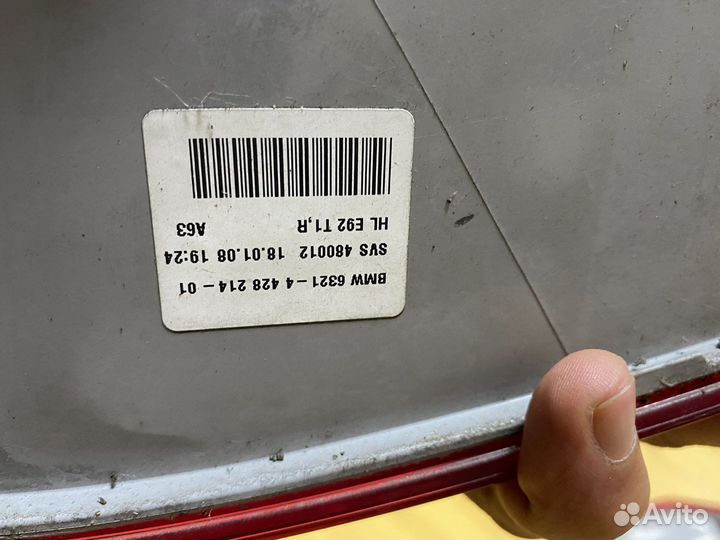 BMW 6321-4 428 214-01
SVS 480012 18.01.08 19:24
HL E92 T1,R A63
Avito